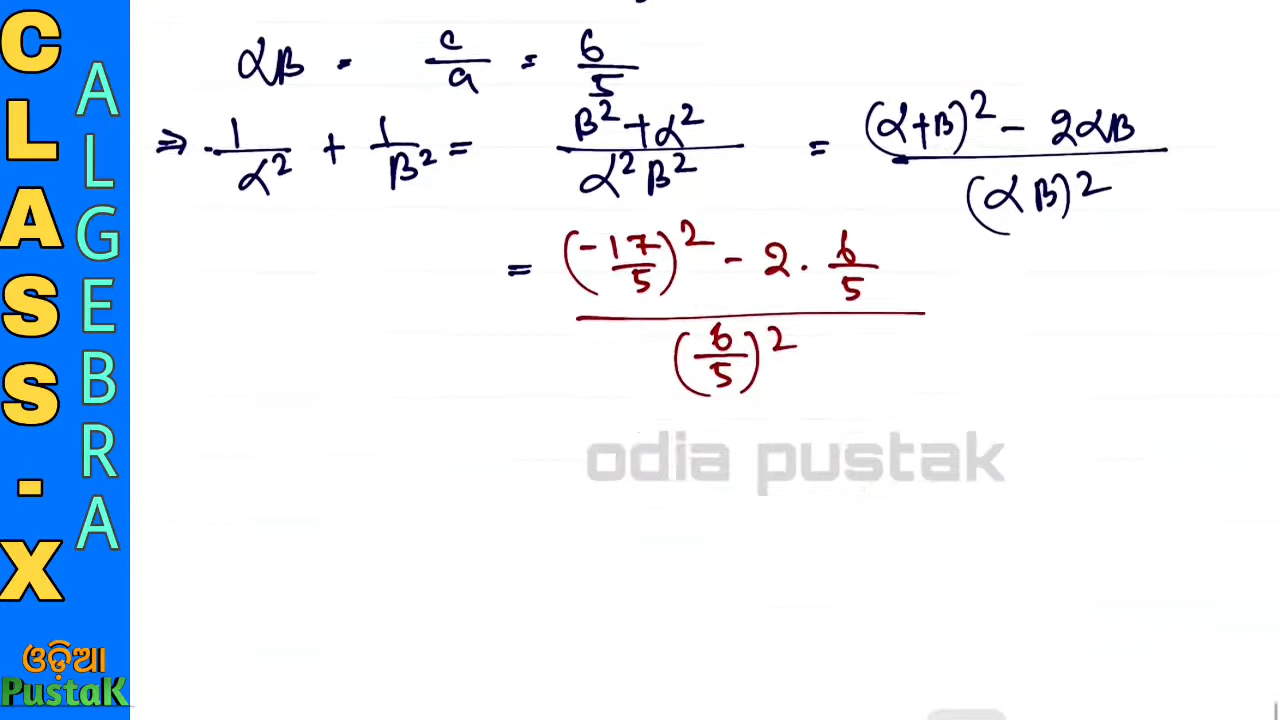 CLASS-X
ALGEBRA
ଓଡ଼ିଆ
PustaK
αβ = c/a = 6/5
⇒ 1/α² + 1/β² = β²+α² / α²β² = (α+β)² - 2αβ / (αβ)²
= (-17/5)² - 2 · 6/5 / (6/5)²
odia pustak